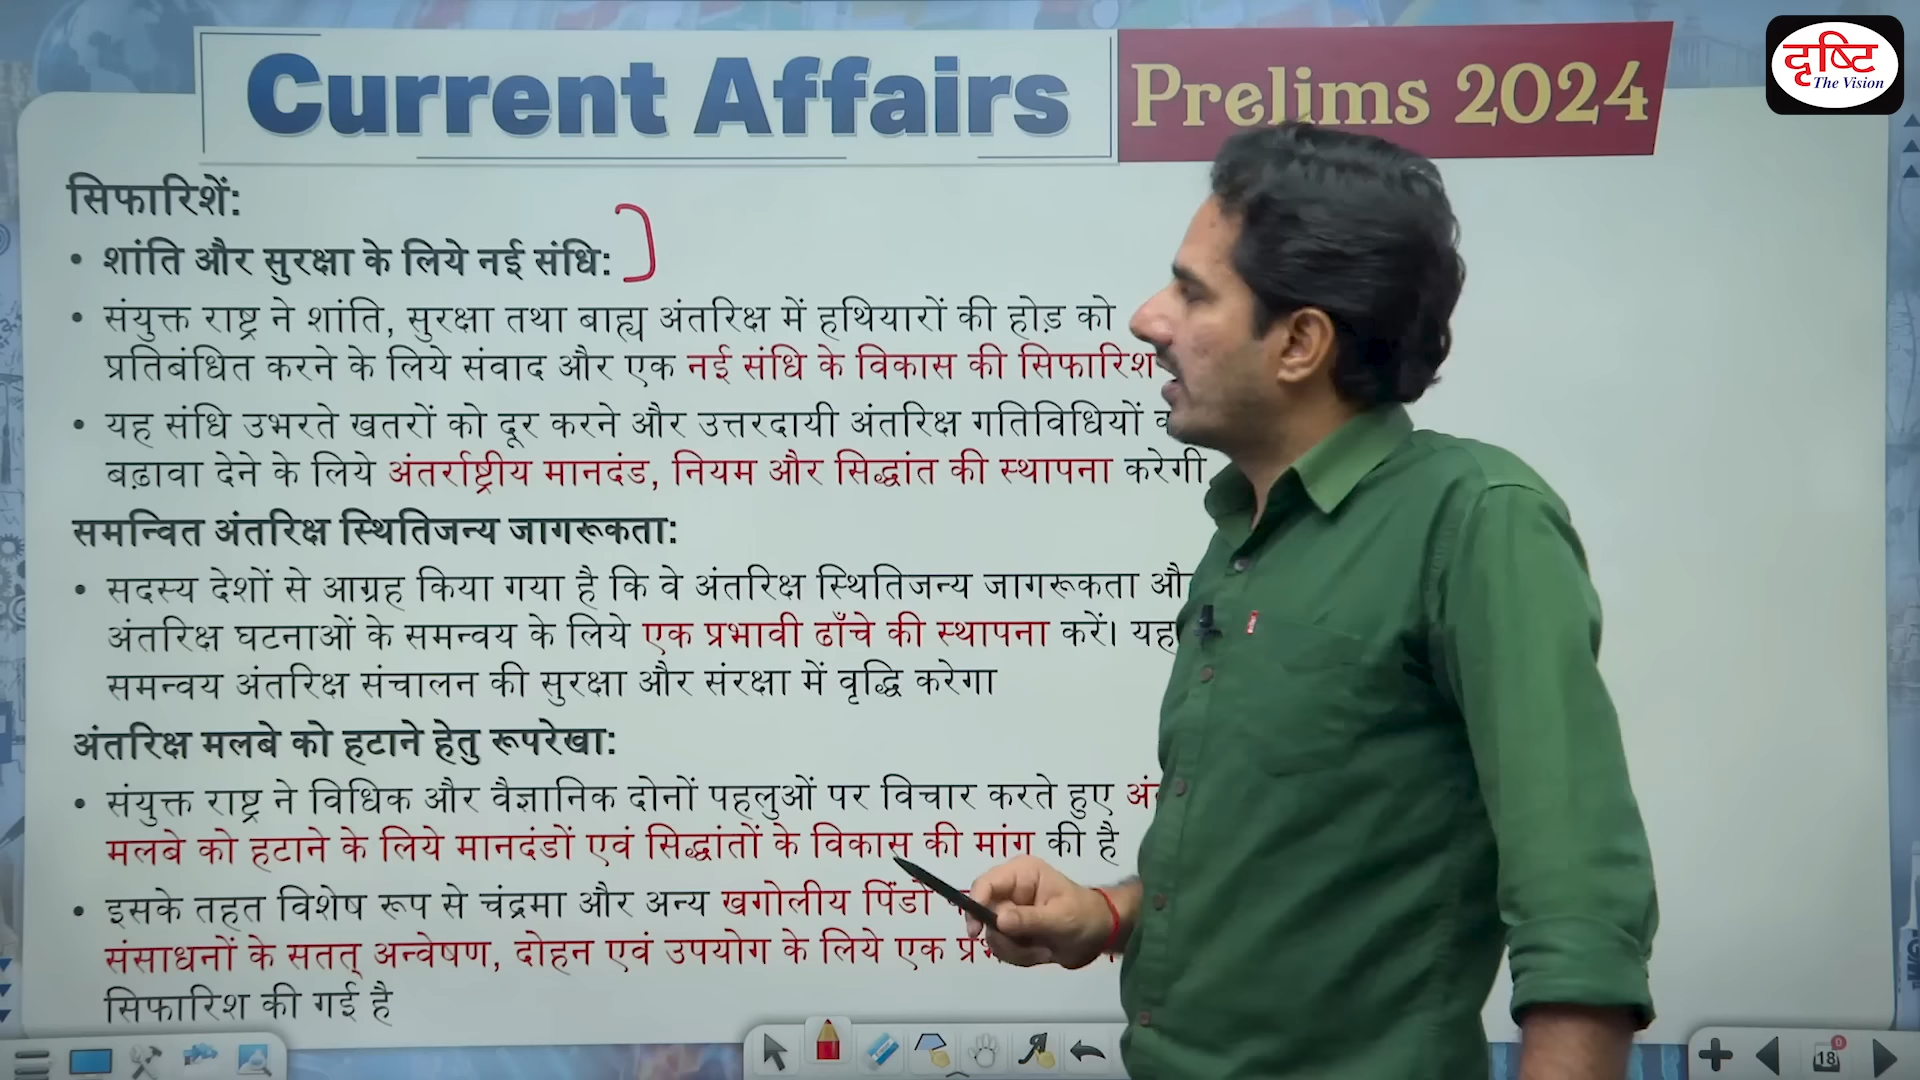 Current Affairs
Prelims 2024
दृष्टि
The Vision
सिफारिशें:
• शांति और सुरक्षा के लिये नई संधि:
• संयुक्त राष्ट्र ने शांति, सुरक्षा तथा बाह्य अंतरिक्ष में हथियारों की होड़ को
प्रतिबंधित करने के लिये संवाद और एक नई संधि के विकास की सिफारिश
• यह संधि उभरते खतरों को दूर करने और उत्तरदायी अंतरिक्ष गतिविधियों
बढ़ावा देने के लिये अंतर्राष्ट्रीय मानदंड, नियम और सिद्धांत की स्थापना करेगी
समन्वित अंतरिक्ष स्थितिजन्य जागरूकता:
• सदस्य देशों से आग्रह किया गया है कि वे अंतरिक्ष स्थितिजन्य जागरूकता
अंतरिक्ष घटनाओं के समन्वय के लिये एक प्रभावी ढाँचे की स्थापना करें। यह
समन्वय अंतरिक्ष संचालन की सुरक्षा और संरक्षा में वृद्धि करेगा
अंतरिक्ष मलबे को हटाने हेतु रूपरेखा:
• संयुक्त राष्ट्र ने विधिक और वैज्ञानिक दोनों पहलुओं पर विचार करते हुए
मलबे को हटाने के लिये मानदंडों एवं सिद्धांतों के विकास की मांग की है
• इसके तहत विशेष रूप से चंद्रमा और अन्य खगोलीय पिंडों
संसाधनों के सतत् अन्वेषण, दोहन एवं उपयोग के लिये एक
सिफारिश की गई है
18
0